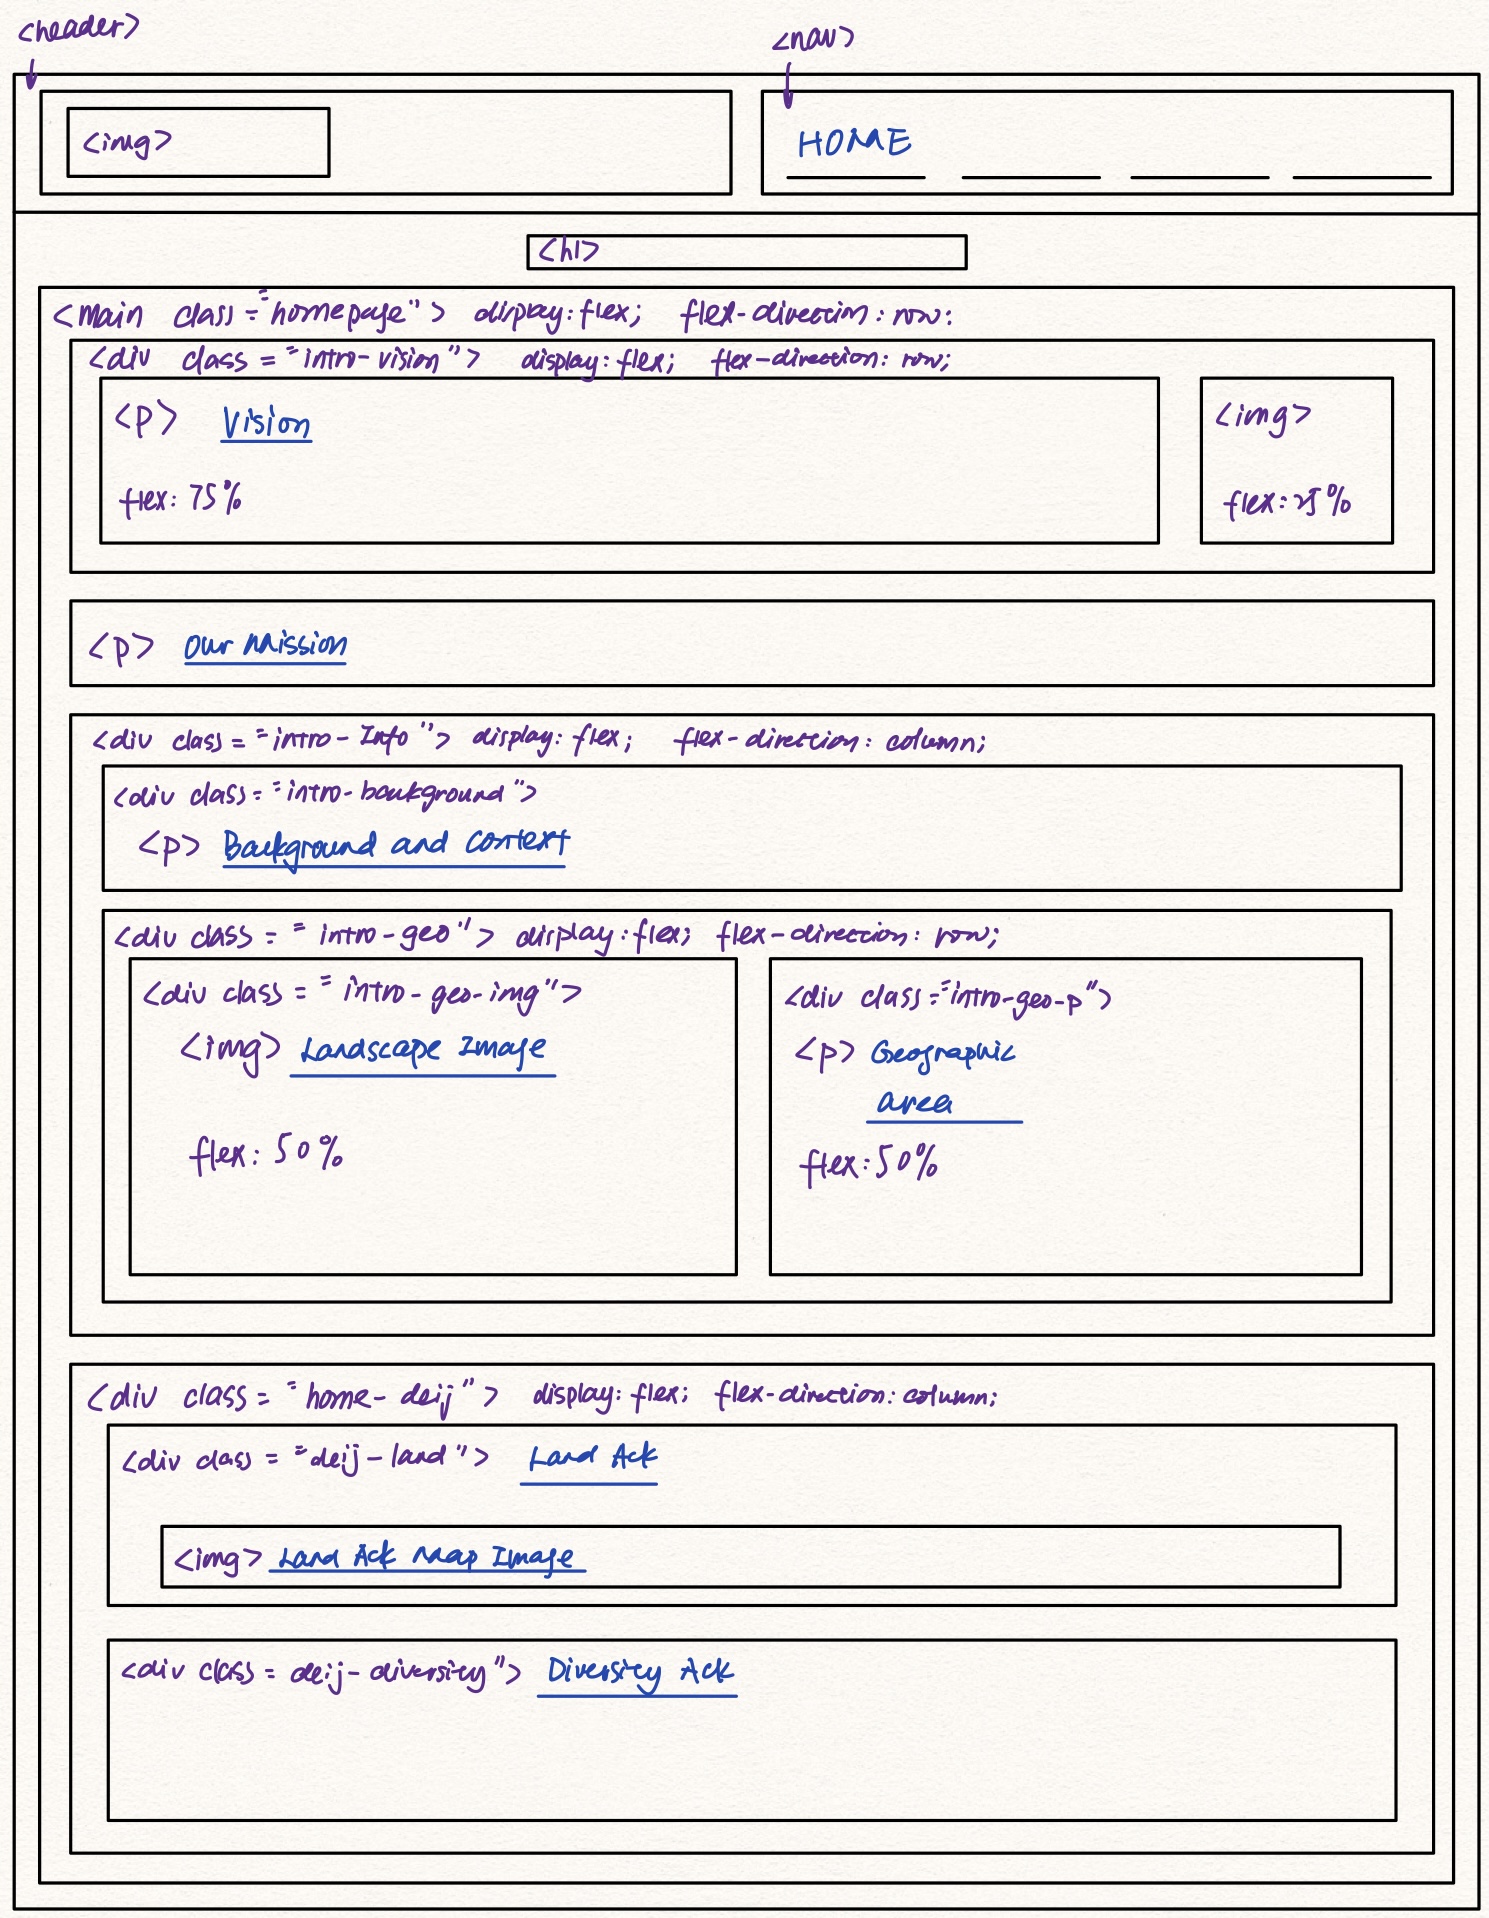 <header>
<nav>
<img>
HOME
<h1>
<main class="homepage"> display:flex; flex-direction:row;
<div class="intro-vision"> display:flex; flex-direction:row;
<p> Vision
<img>
flex: 75%
flex: 25%
<p> Our Mission
<div class="intro-Info"> display:flex; flex-direction: column;
<div class="intro-background">
<p> Background and Context
<div class="intro-geo"> display:flex; flex-direction: row;
<div class="intro-geo-img">
<div class="intro-geo-p">
<img> Landscape Image
<p> Geographic
area
flex: 50%
flex: 50%
<div class="home-deij"> display: flex; flex-direction: column;
<div class="deij-land"> Land Ack
<img> Land Ack Map Image
<div class=deij-diversity"> Diversity Ack